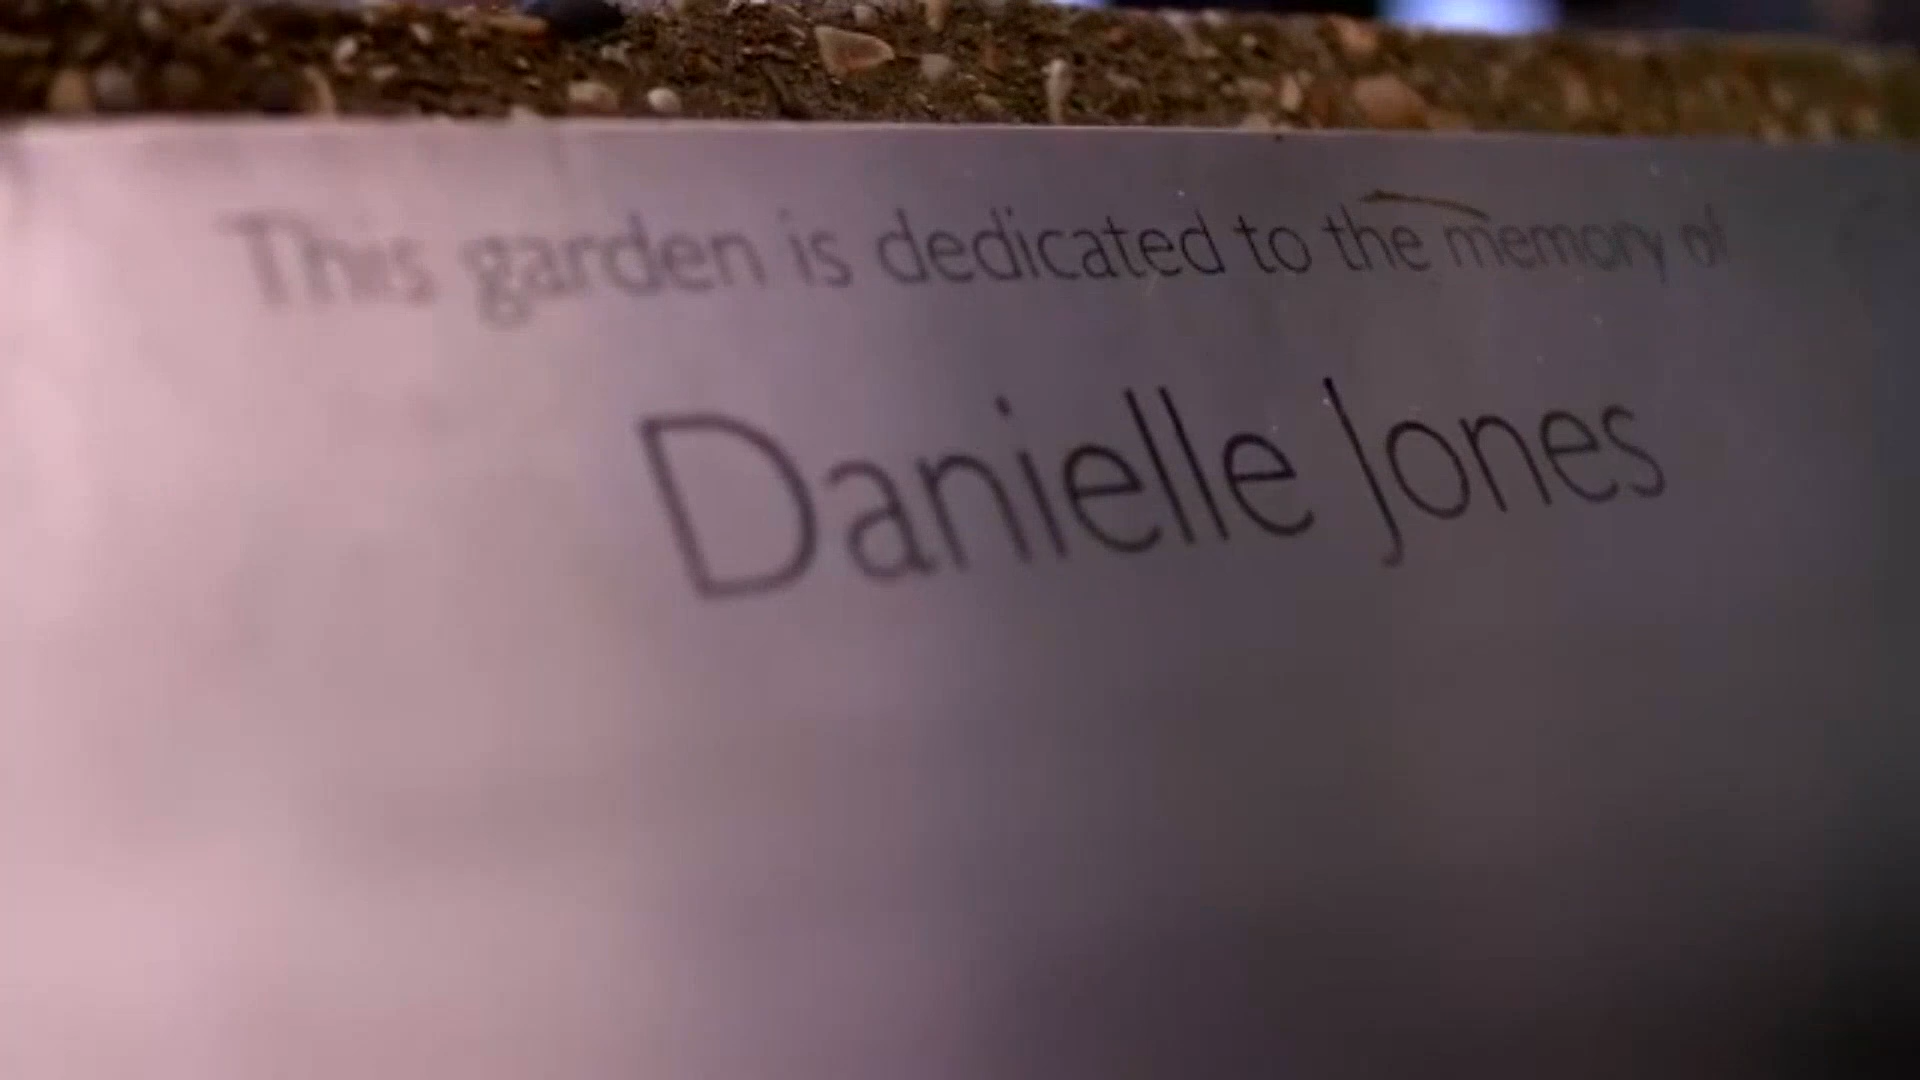 This garden is dedicated to the memory of
Danielle Jones